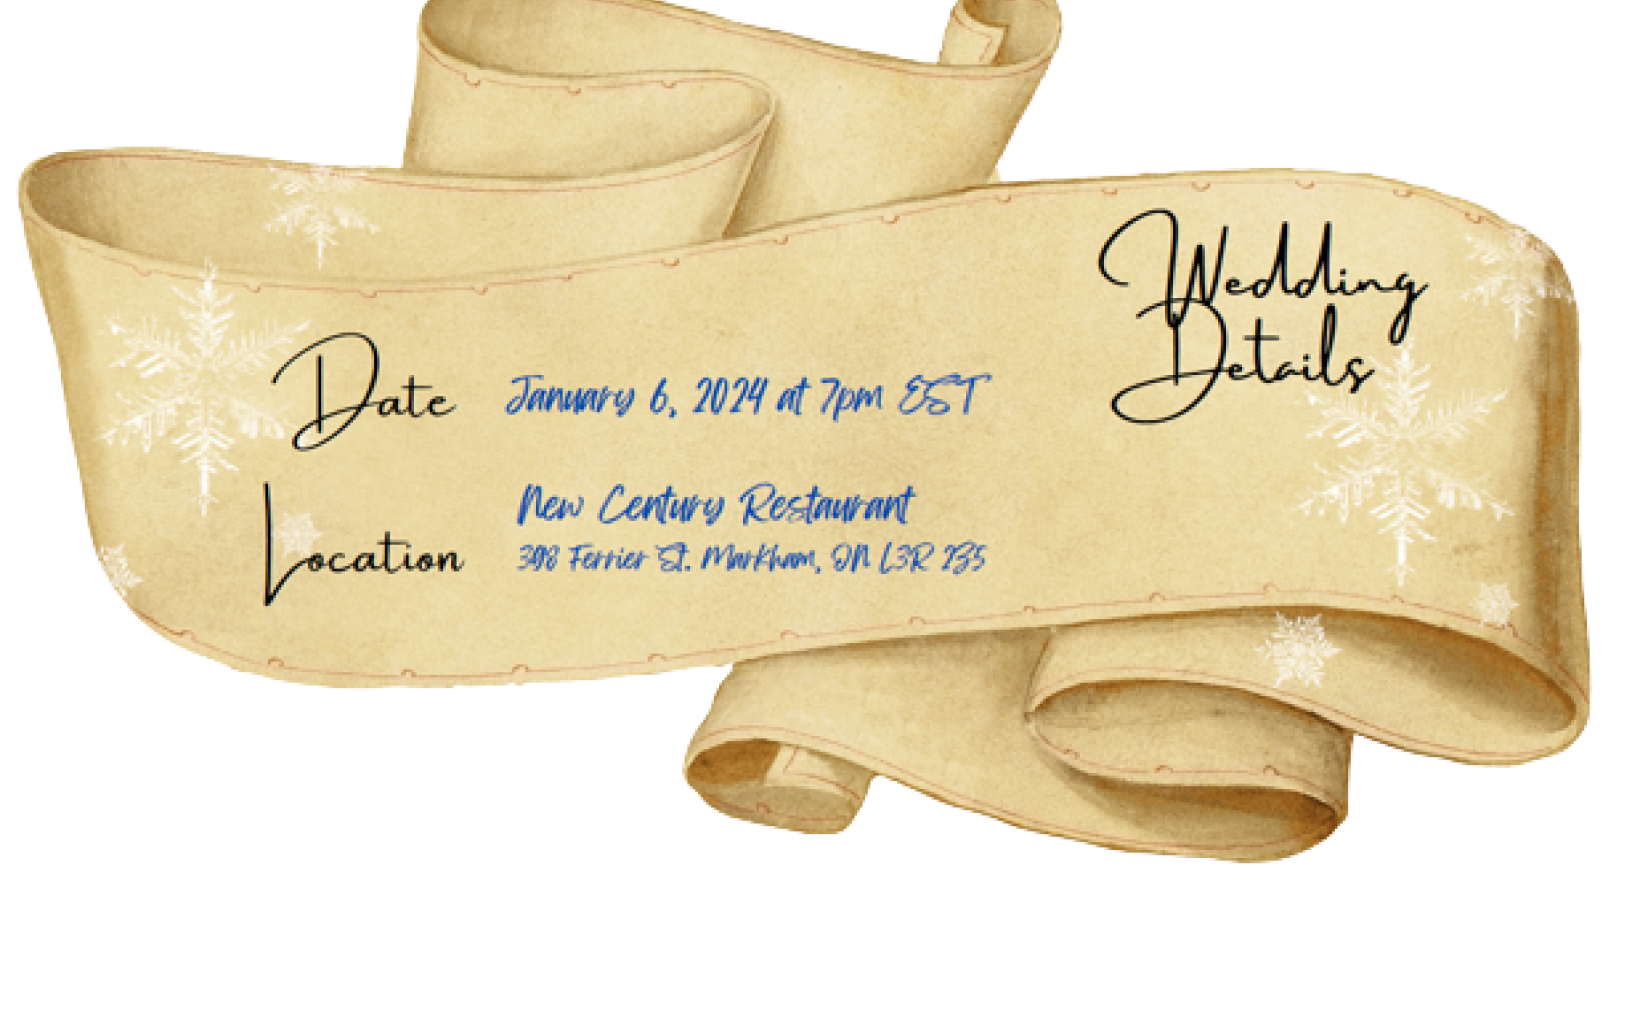 Wedding
Details
Date January 6, 2024 at 7pm EST
Location New Century Restaurant
398 Ferrier St. Markham, ON L3R 2Z5